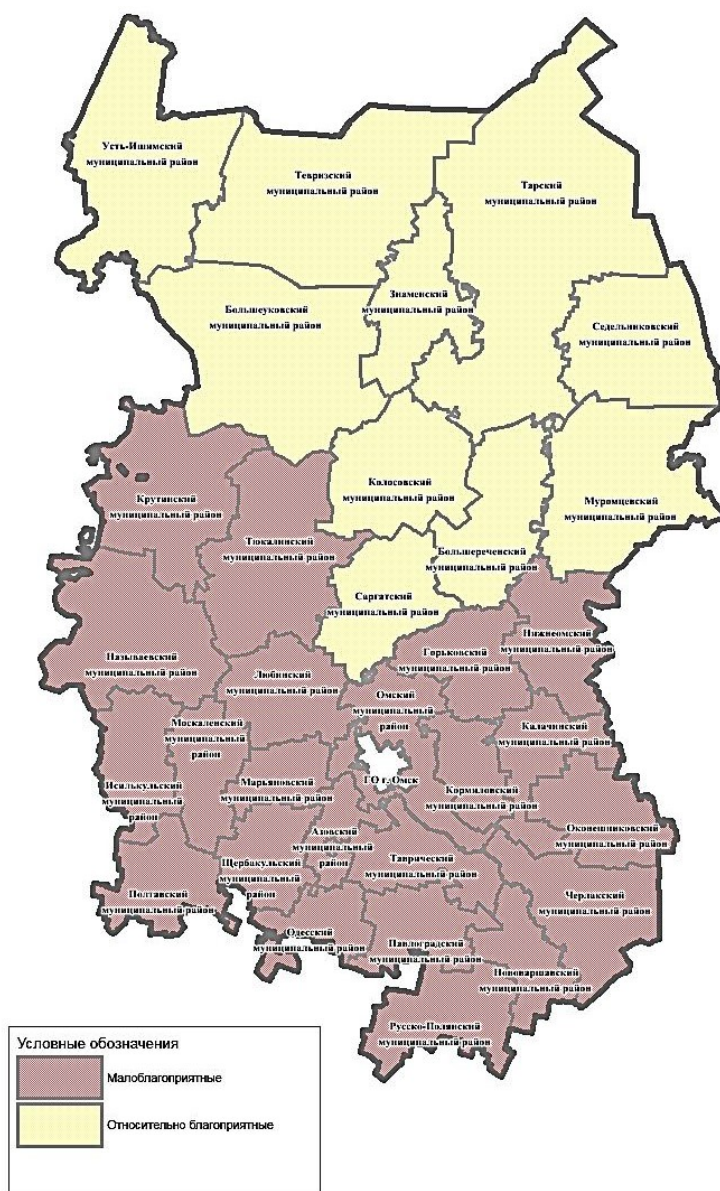 Усть-Ишимский
муниципальный район
Тевризский
муниципальный район
Тарский
муниципальный район
Знаменский
муниципальный район
Большеуковский
муниципальный район
Седельниковский
муниципальный район
Колосовский
муниципальный район
Крутинский
муниципальный район
Муромцевский
муниципальный район
Тюкалинский
муниципальный район
Большереченский
муниципальный район
Саргатский
муниципальный район
Нижнеомский
муниципальный район
Горьковский
муниципальный район
Называевский
муниципальный район
Любинский
муниципальный район
Омский
муниципальный
район
Москаленский
муниципальный
район
Калачинский
муниципальный район
ГО г. Омск
Исилькульский
муниципальный
район
Марьяновский
муниципальный район
Кормиловский
муниципальный район
Азовский
муниципальный
район
Оконешниковский
муниципальный район
Щербакульский
муниципальный
район
Таврический
муниципальный район
Полтавский
муниципальный район
Черлакский
муниципальный район
Одесский
муниципальный район
Павлоградский
муниципальный район
Нововаршавский
муниципальный район
Русско-Полянский
муниципальный район
Условные обозначения
Малоблагоприятные
Относительно благоприятные